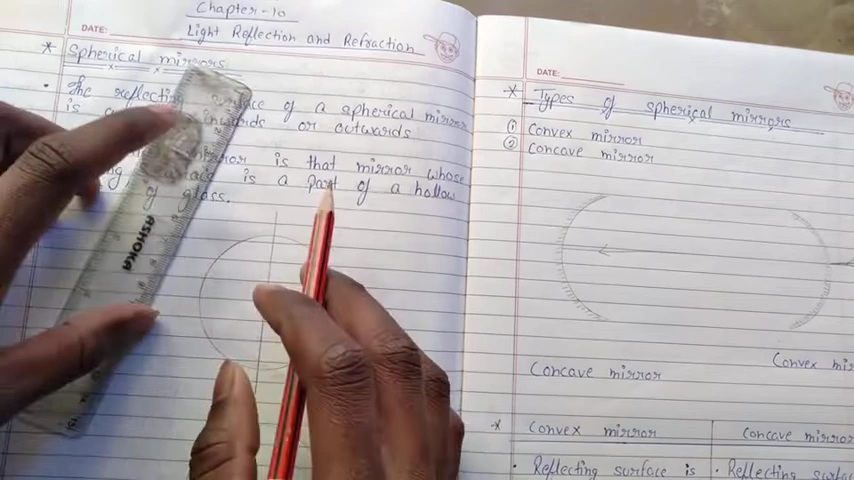 Chapter-10
Light Reflection and Refraction
DATE:
* Spherical mirrors
• The reflecting of a spherical mirror
is inwards or outwards
is that mirror whose
is a part of a hollow
of glass.
ASHOKA
DATE:
* Types of spherical mirrors
① Convex mirror
② Concave mirror
Concave mirror
Convex
* Convex mirror
Concave mirror
• Reflecting surface is
• Reflecting